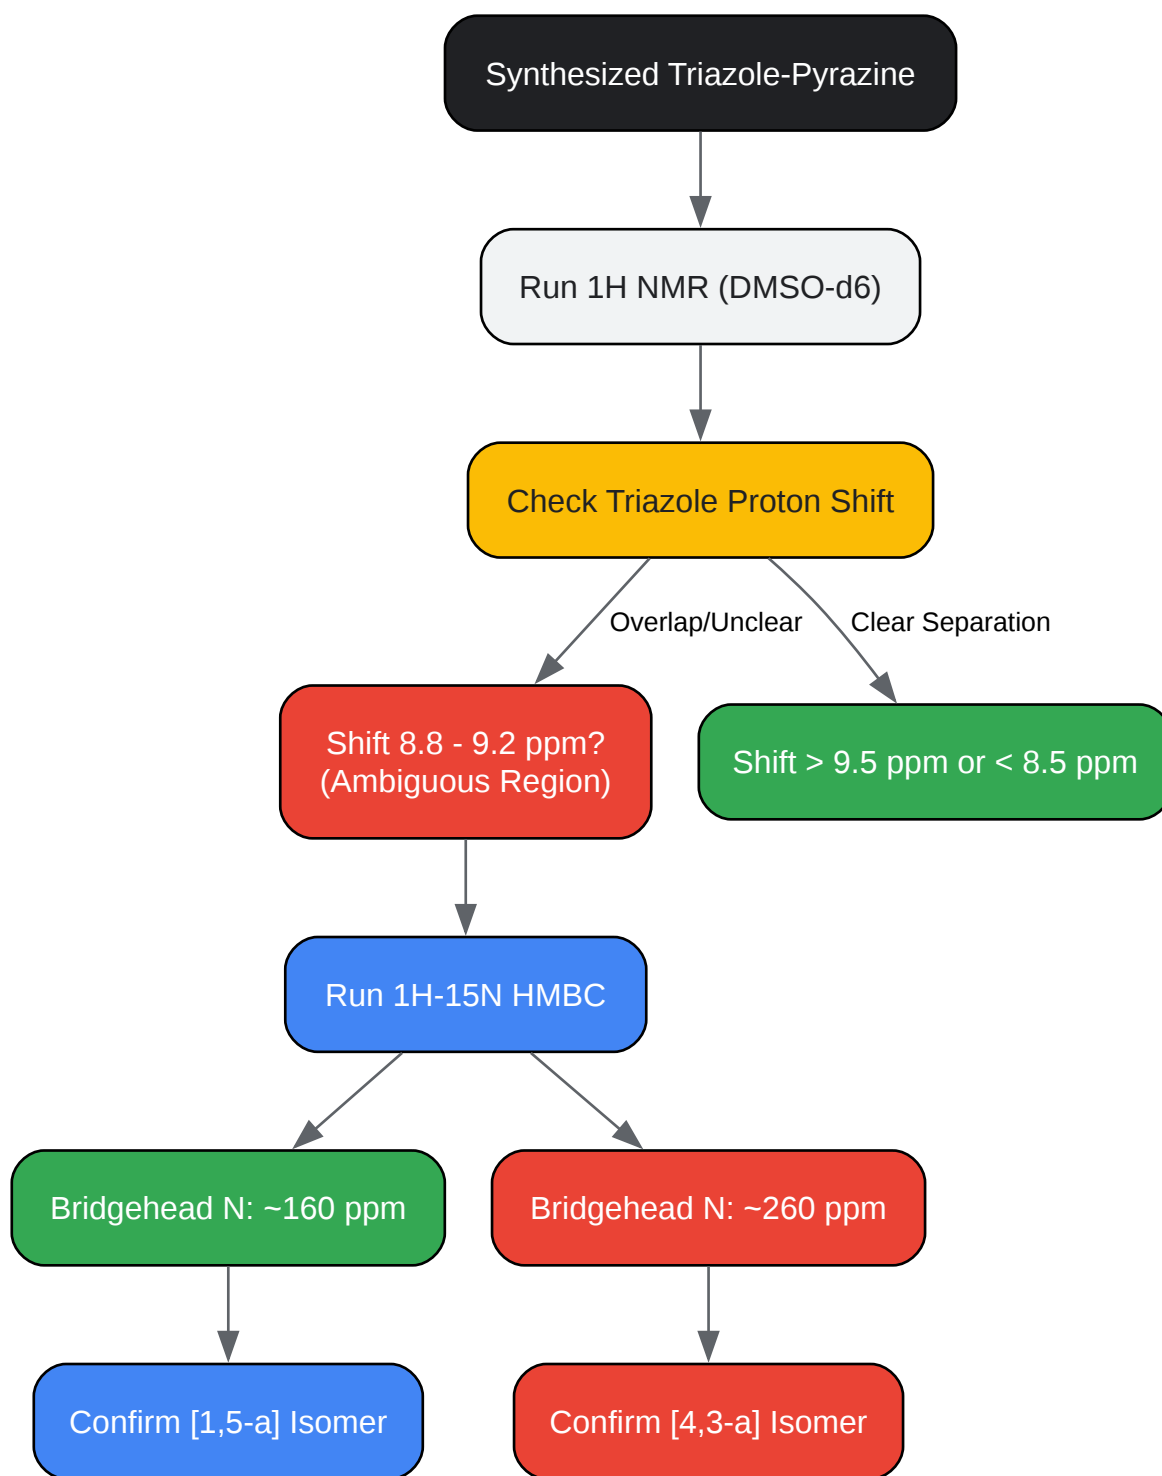 Synthesized Triazole-Pyrazine
Run 1H NMR (DMSO-d6)
Check Triazole Proton Shift
Overlap/Unclear
Clear Separation
Shift 8.8 - 9.2 ppm?
(Ambiguous Region)
Shift > 9.5 ppm or < 8.5 ppm
Run 1H-15N HMBC
Bridgehead N: ~160 ppm
Bridgehead N: ~260 ppm
Confirm [1,5-a] Isomer
Confirm [4,3-a] Isomer